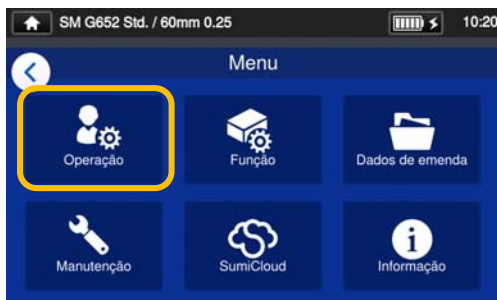 SM G652 Std. / 60mm 0.25 10:20
Menu
Operação Função Dados de emenda
Manutenção SumiCloud Informação